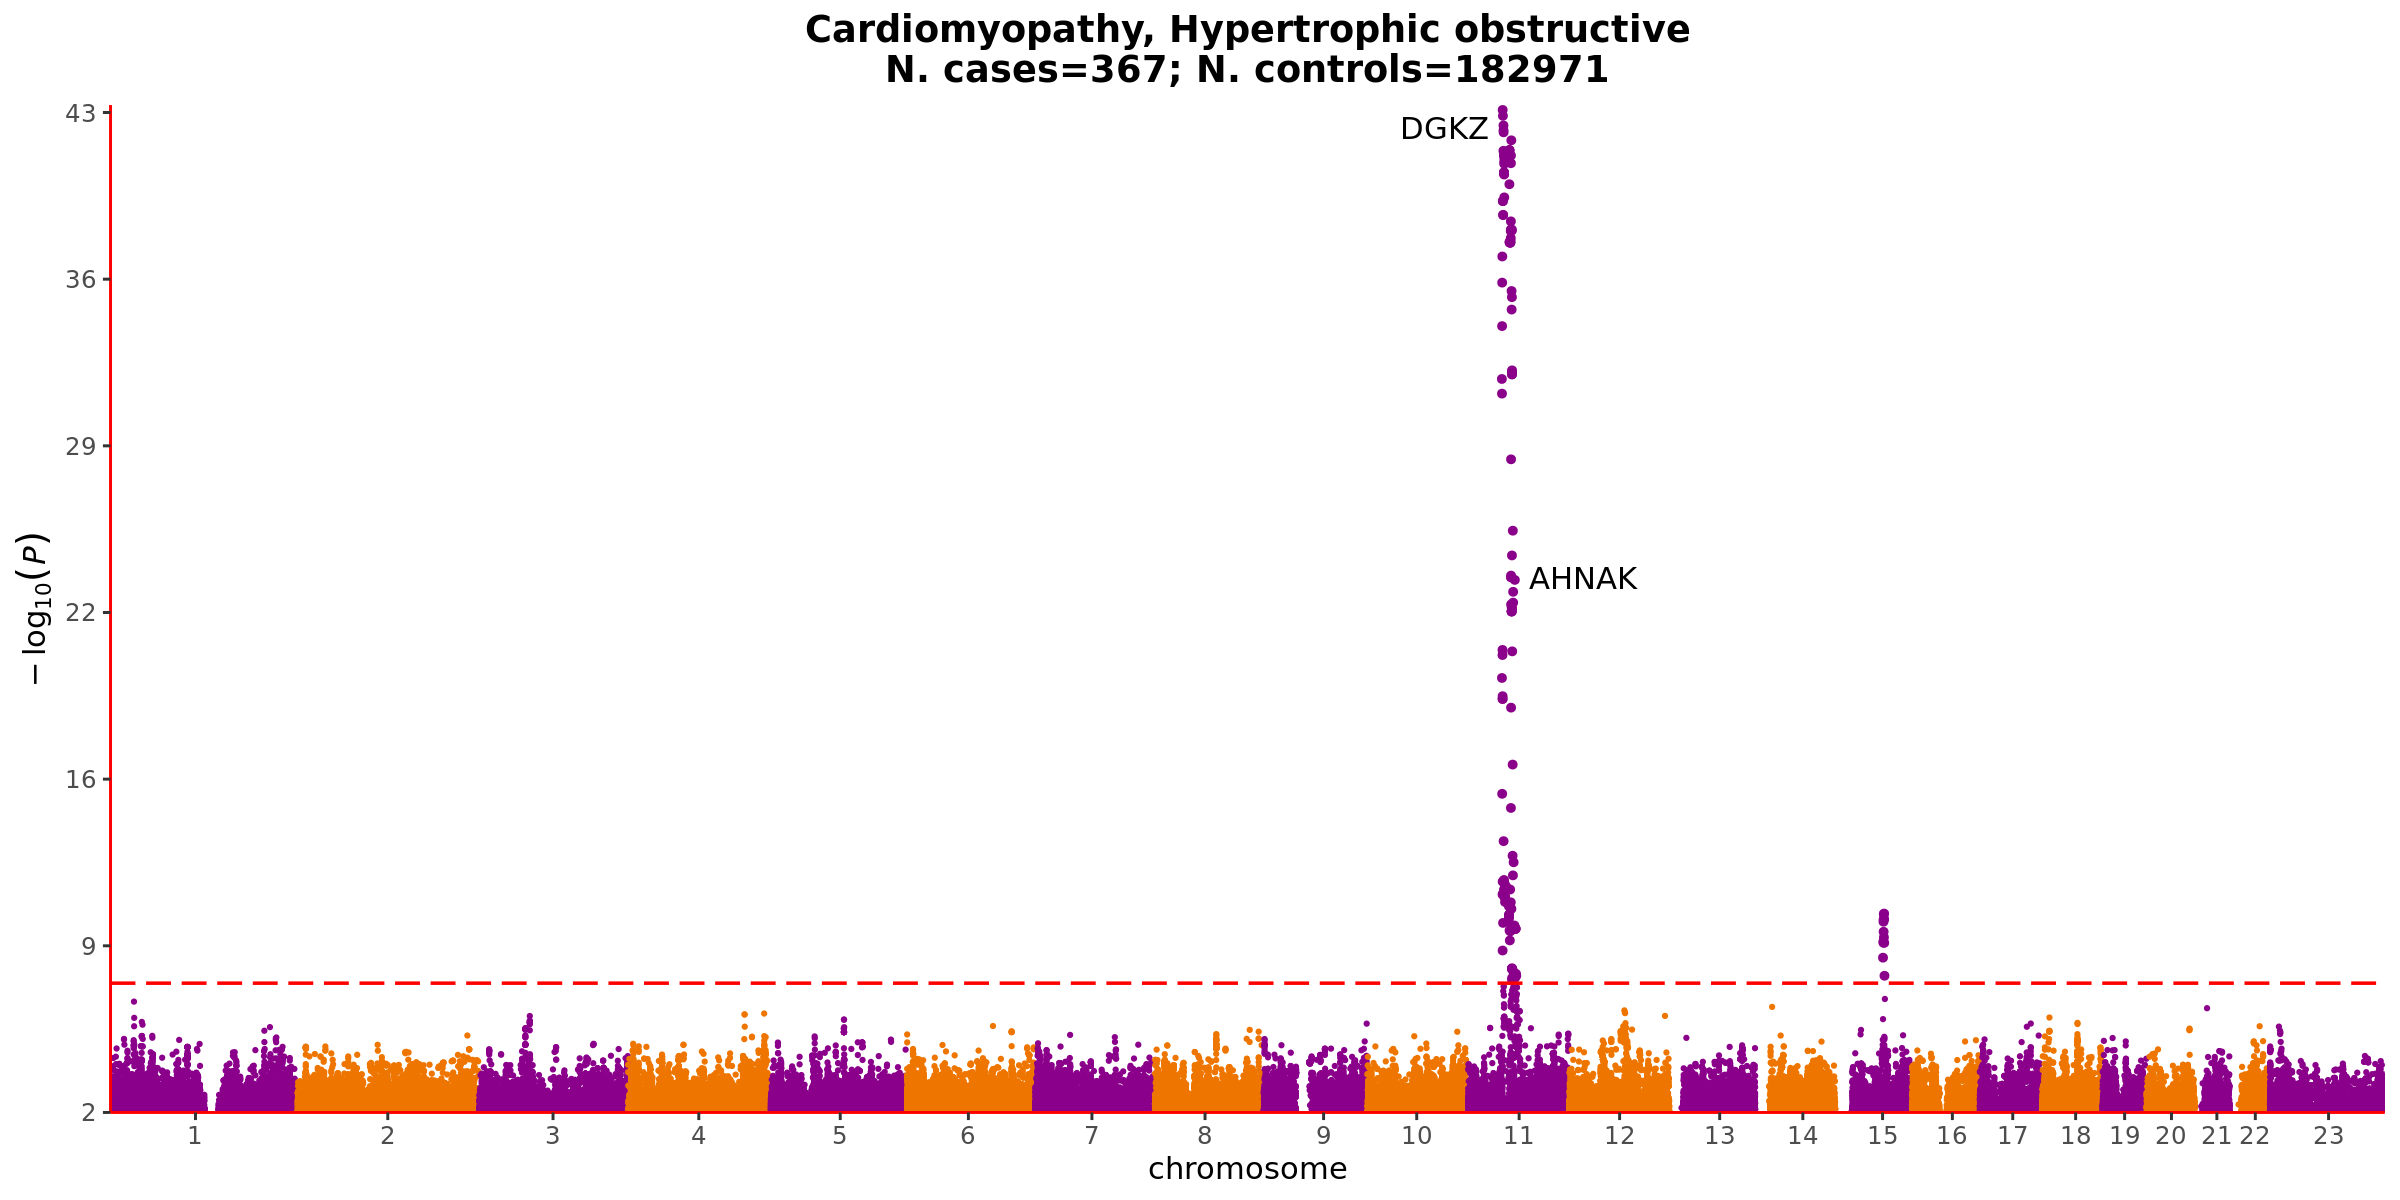 Cardiomyopathy, Hypertrophic obstructive
N. cases=367; N. controls=182971
43
36
29
22
16
9
2
−log10(P)
DGKZ
AHNAK
1 2 3 4 5 6 7 8 9 10 11 12 13 14 15 16 17 18 19 20 21 22 23
chromosome